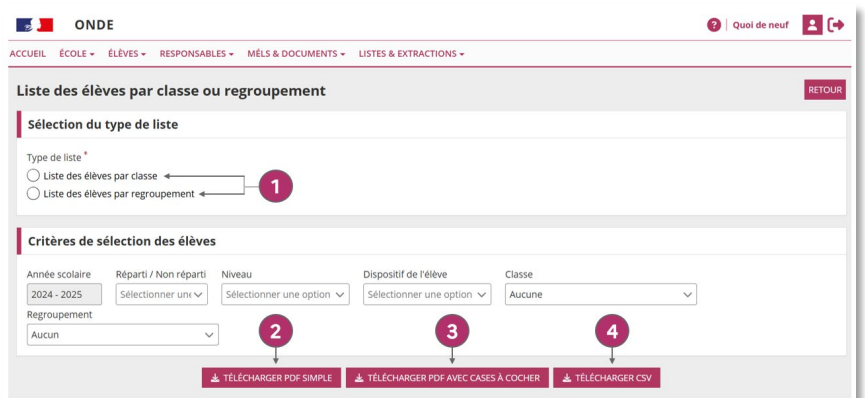 ONDE
? | Quoi de neuf
ACCUEIL ÉCOLE ÉLÈVES RESPONSABLES MÉLS & DOCUMENTS LISTES & EXTRACTIONS
Liste des élèves par classe ou regroupement
RETOUR
Sélection du type de liste
Type de liste *
Liste des élèves par classe
Liste des élèves par regroupement
1
Critères de sélection des élèves
Année scolaire Réparti / Non réparti Niveau Dispositif de l'élève Classe
2024 - 2025 Sélectionner une Sélectionner une option Sélectionner une option Aucune
Regroupement
Aucun
2 3 4
TÉLÉCHARGER PDF SIMPLE TÉLÉCHARGER PDF AVEC CASES À COCHER TÉLÉCHARGER CSV